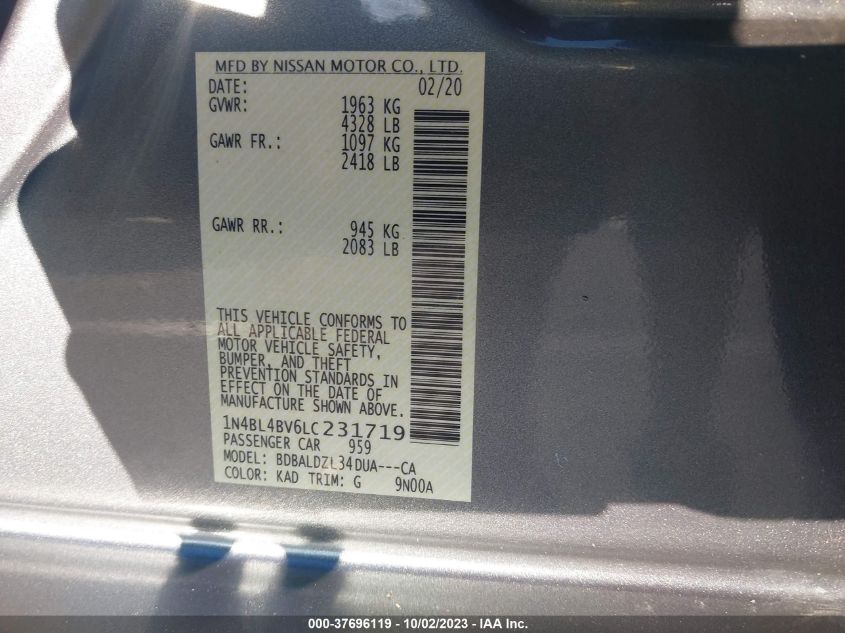 MFD BY NISSAN MOTOR CO., LTD.
DATE: 02/20
GVWR: 1963 KG
4328 LB
GAWR FR.: 1097 KG
2418 LB
GAWR RR.: 945 KG
2083 LB
THIS VEHICLE CONFORMS TO
ALL APPLICABLE FEDERAL
MOTOR VEHICLE SAFETY,
BUMPER, AND THEFT
PREVENTION STANDARDS IN
EFFECT ON THE DATE OF
MANUFACTURE SHOWN ABOVE.
1N4BL4BV6LC231719
PASSENGER CAR 959
MODEL: BDBALDZL34DUA---CA
COLOR: KAD TRIM: G 9N00A
000-37696119 - 10/02/2023 - IAA Inc.